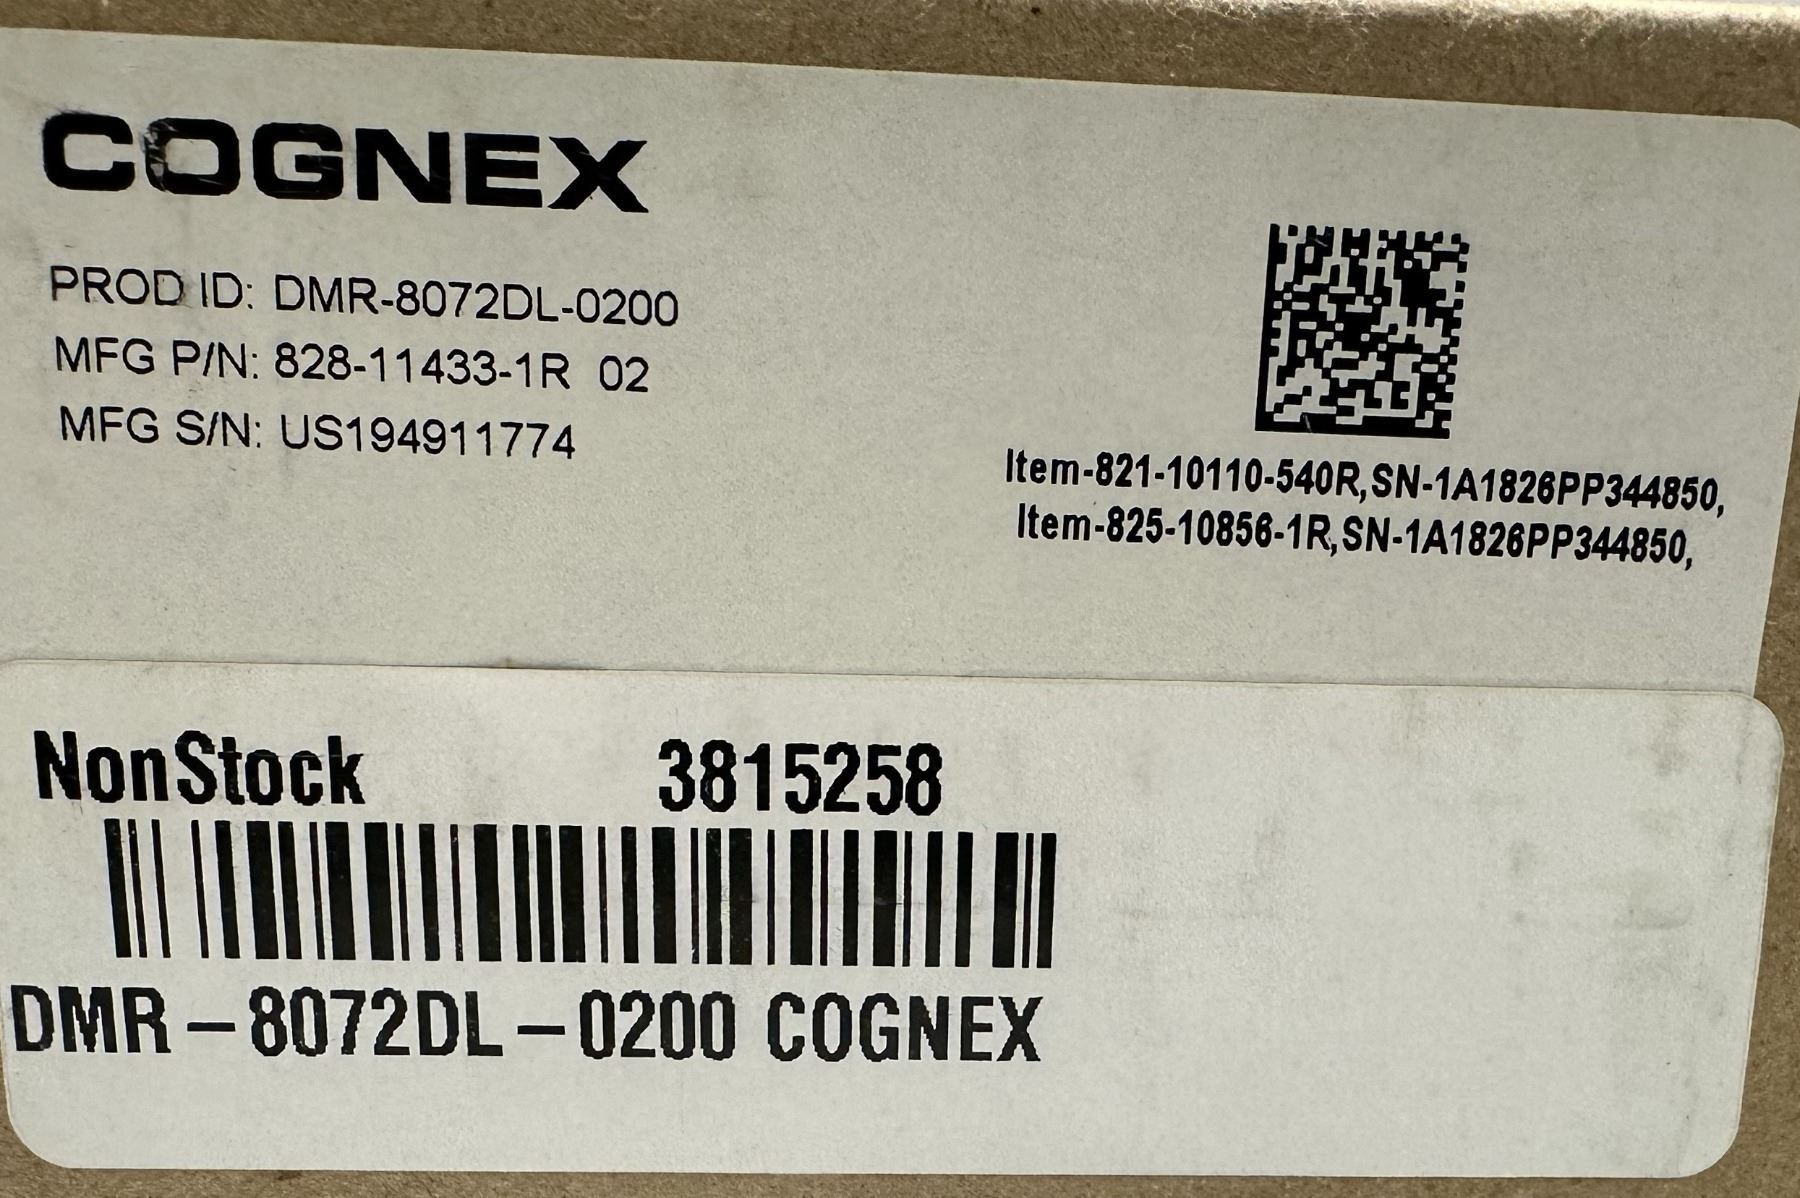 COGNEX
PROD ID: DMR-8072DL-0200
MFG P/N: 828-11433-1R 02
MFG S/N: US194911774
Item-821-10110-540R,SN-1A1826PP344850,
Item-825-10856-1R,SN-1A1826PP344850,
NonStock 3815258
DMR-8072DL-0200 COGNEX